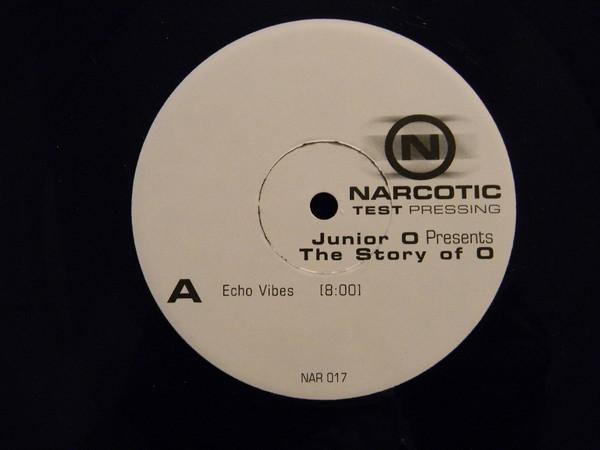 N
NARCOTIC
TEST PRESSING
Junior O Presents
The Story of O
A Echo Vibes [8:00]
NAR 017